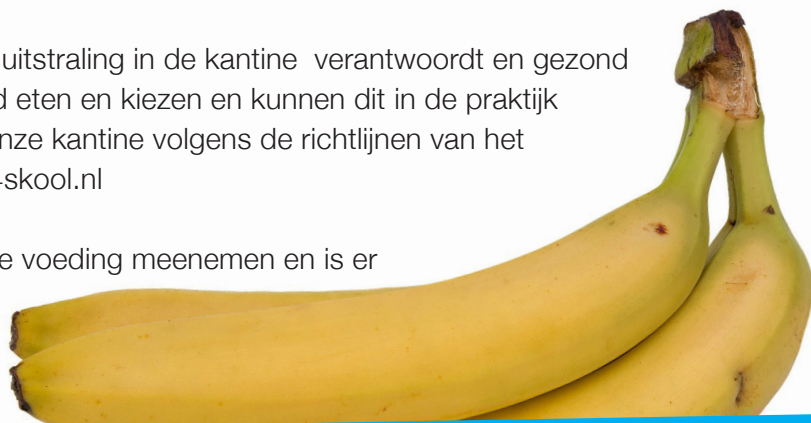 uitstraling in de kantine verantwoordt en gezond
eten en kiezen en kunnen dit in de praktijk
kantine volgens de richtlijnen van het
skool.nl
voeding meenemen en is er